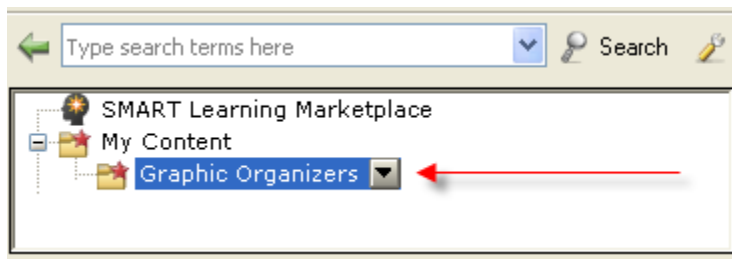 Type search terms here Search
SMART Learning Marketplace
My Content
Graphic Organizers